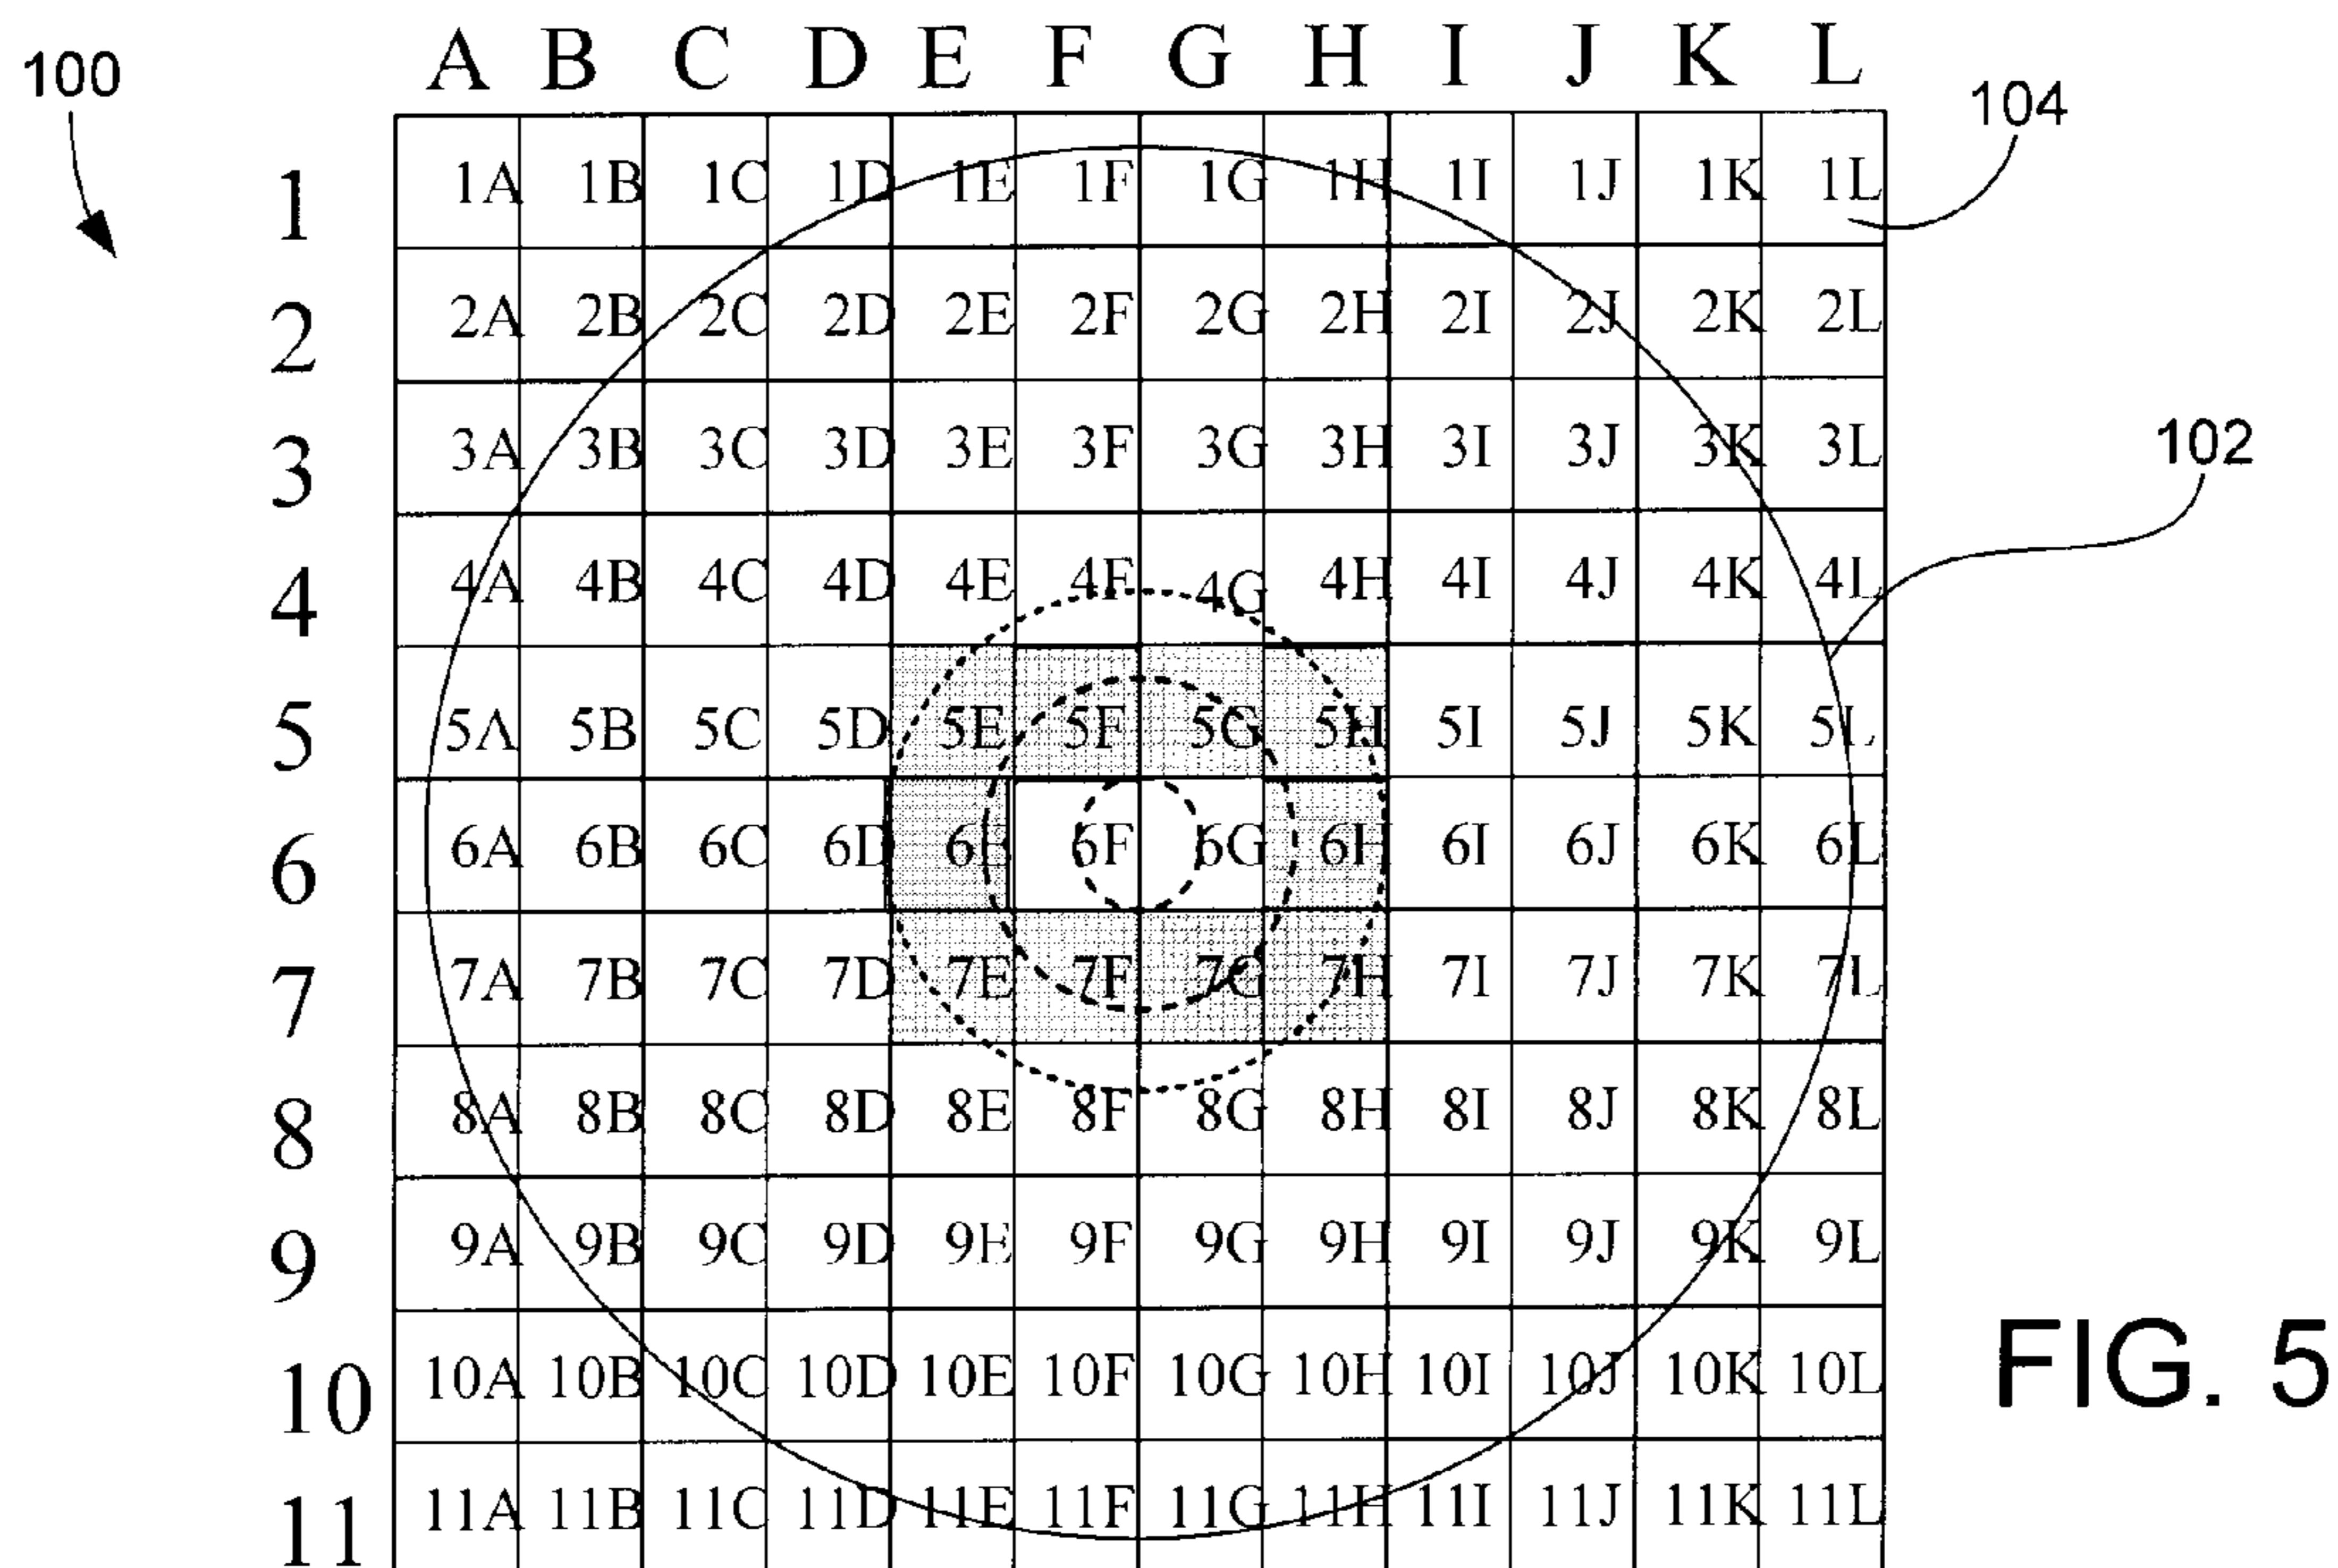 A B C D E F G H I J K L
100
104
1 1A 1B 1C 1D 1E 1F 1G 1H 1I 1J 1K 1L
2 2A 2B 2C 2D 2E 2F 2G 2H 2I 2J 2K 2L
3 3A 3B 3C 3D 3E 3F 3G 3H 3I 3J 3K 3L
102
4 4A 4B 4C 4D 4E 4F 4G 4H 4I 4J 4K 4L
5 5A 5B 5C 5D 5E 5F 5G 5H 5I 5J 5K 5L
6 6A 6B 6C 6D 6E 6F 6G 6H 6I 6J 6K 6L
7 7A 7B 7C 7D 7E 7F 7G 7H 7I 7J 7K 7L
8 8A 8B 8C 8D 8E 8F 8G 8H 8I 8J 8K 8L
9 9A 9B 9C 9D 9E 9F 9G 9H 9I 9J 9K 9L
10 10A 10B 10C 10D 10E 10F 10G 10H 10I 10J 10K 10L
FIG. 5
11 11A 11B 11C 11D 11E 11F 11G 11H 11I 11J 11K 11L